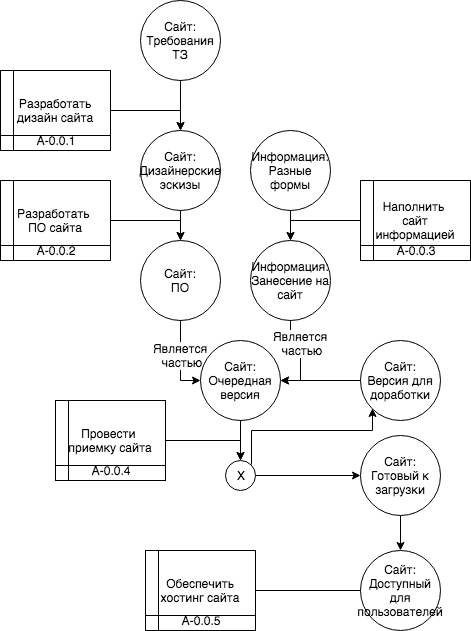 Сайт:
Требования
ТЗ
Разработать
дизайн сайта
А-0.0.1
Сайт:
Дизайнерские
эскизы
Информация:
Разные
формы
Разработать
ПО сайта
А-0.0.2
Наполнить
сайт
информацией
А-0.0.3
Сайт:
ПО
Информация:
Занесение на
сайт
Является
частью
Является
частью
Сайт:
Очередная
версия
Сайт:
Версия для
доработки
Провести
приемку сайта
А-0.0.4
X
Сайт:
Готовый к
загрузки
Обеспечить
хостинг сайта
А-0.0.5
Сайт:
Доступный
для
пользователей